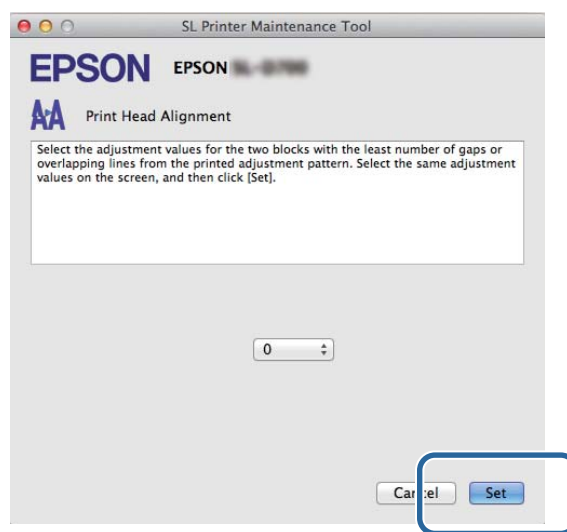 SL Printer Maintenance Tool
EPSON EPSON
Print Head Alignment
Select the adjustment values for the two blocks with the least number of gaps or
overlapping lines from the printed adjustment pattern. Select the same adjustment
values on the screen, and then click [Set].
0
Cancel Set